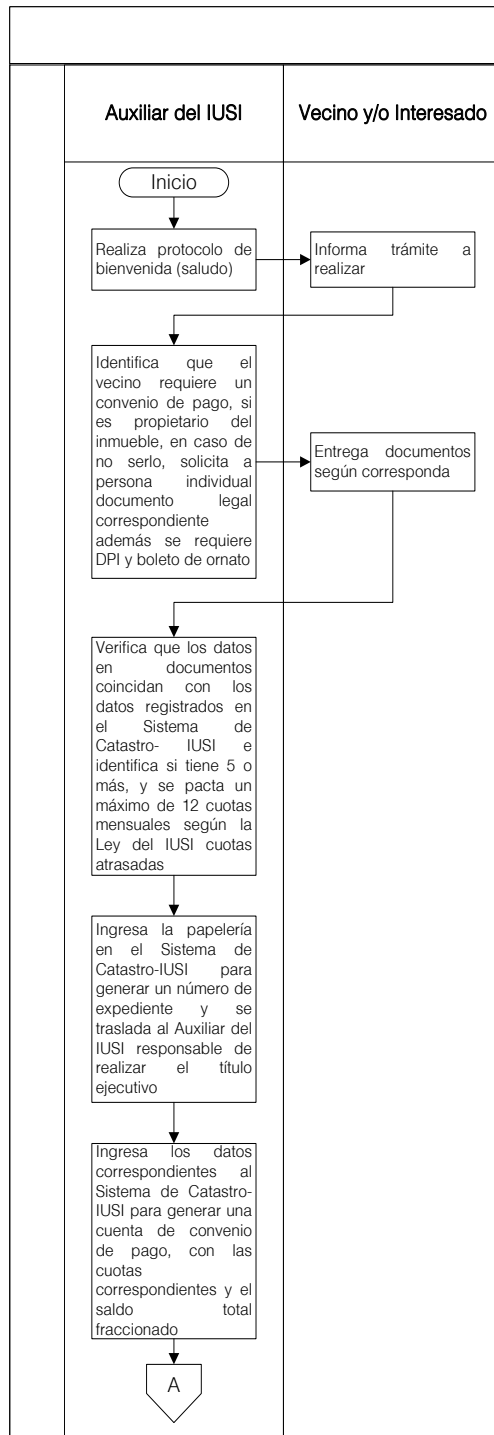 Auxiliar del IUSI
Vecino y/o Interesado
Inicio
Realiza protocolo de
bienvenida (saludo)
Informa trámite a
realizar
Identifica que el
vecino requiere un
convenio de pago, si
es propietario del
inmueble, en caso de
no serlo, solicita a
persona individual
documento legal
correspondiente
además se requiere
DPI y boleto de ornato
Entrega documentos
según corresponda
Verifica que los datos
en documentos
coincidan con los
datos registrados en
el Sistema de
Catastro- IUSI e
identifica si tiene 5 o
más, y se pacta un
máximo de 12 cuotas
mensuales según la
Ley del IUSI cuotas
atrasadas
Ingresa la papelería
en el Sistema de
Catastro-IUSI para
generar un número de
expediente y se
traslada al Auxiliar del
IUSI responsable de
realizar el título
ejecutivo
Ingresa los datos
correspondientes al
Sistema de Catastro-
IUSI para generar una
cuenta de convenio
de pago, con las
cuotas
correspondientes y el
saldo total
fraccionado
A